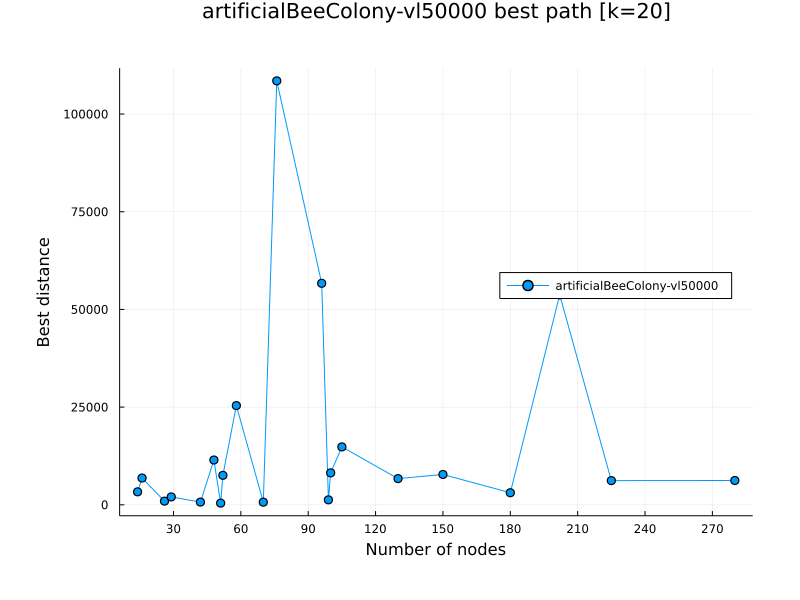 artificialBeeColony-vl50000 best path [k=20]
100000
75000
50000
25000
0
Best distance
artificialBeeColony-vl50000
30 60 90 120 150 180 210 240 270
Number of nodes